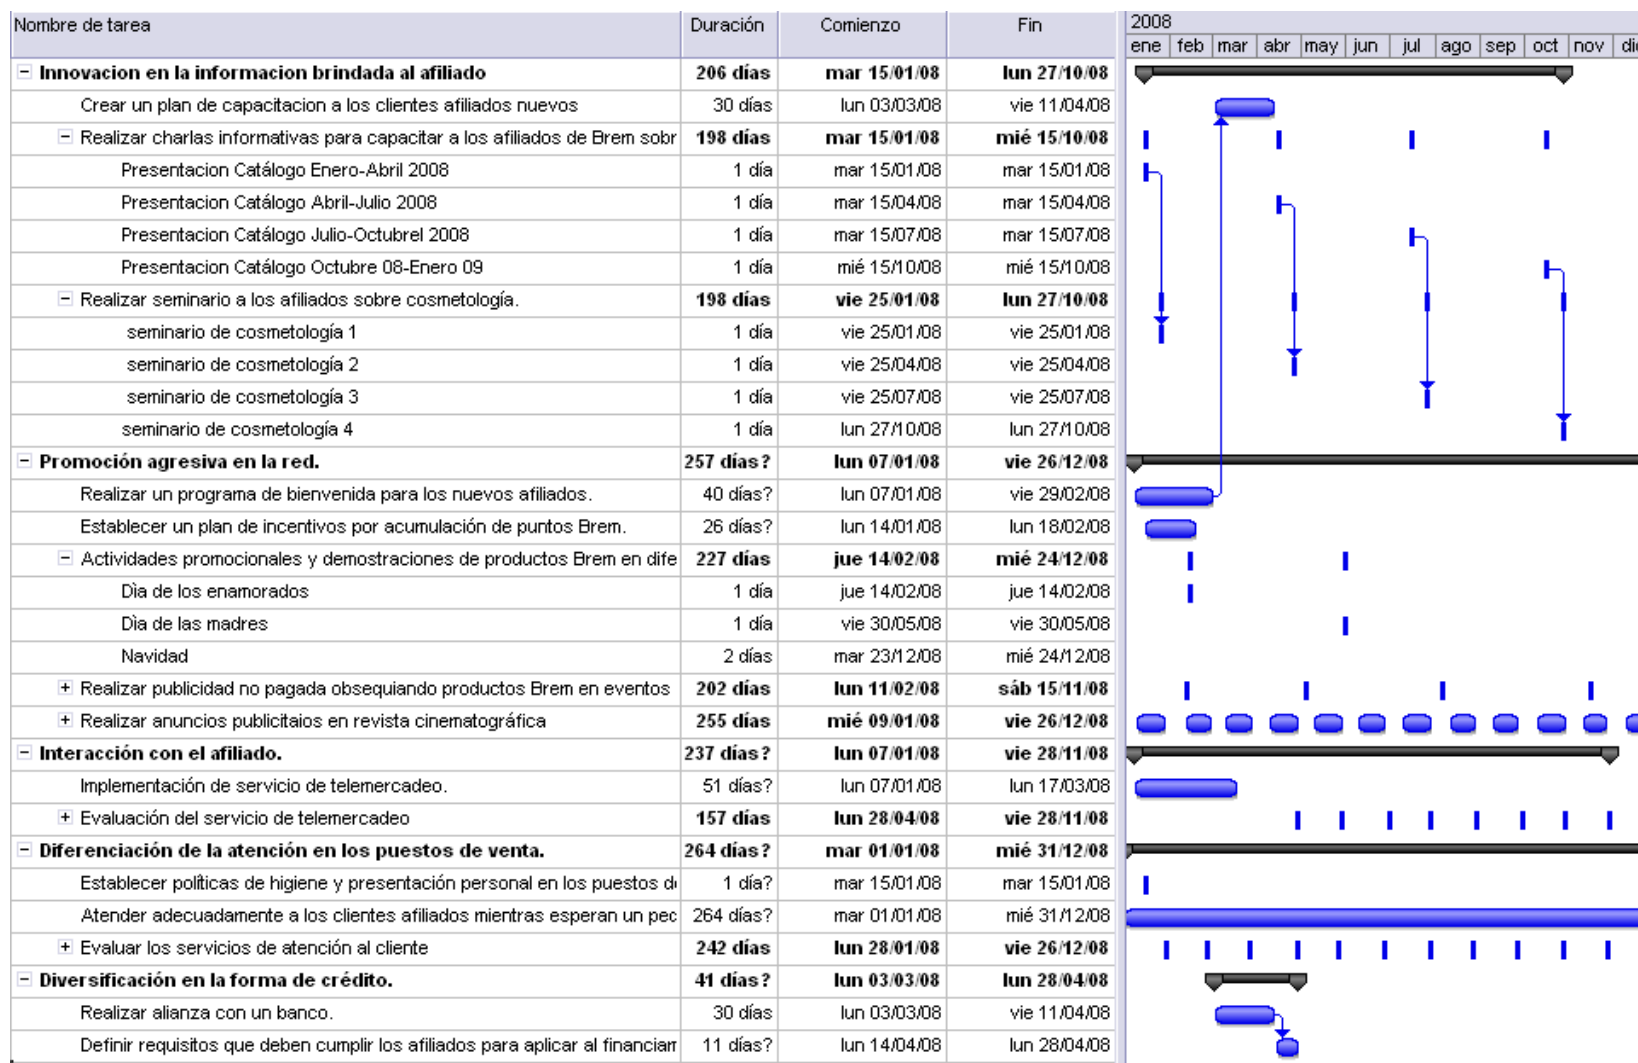 Nombre de tarea Duración Comienzo Fin 2008
ene feb mar abr may jun jul ago sep oct nov di
Innovacion en la informacion brindada al afiliado 206 días mar 15/01/08 lun 27/10/08
Crear un plan de capacitacion a los clientes afiliados nuevos 30 días lun 03/03/08 vie 11/04/08
Realizar charlas informativas para capacitar a los afiliados de Brem sobr 198 días mar 15/01/08 mié 15/10/08
Presentacion Catálogo Enero-Abril 2008 1 día mar 15/01/08 mar 15/01/08
Presentacion Catálogo Abril-Julio 2008 1 día mar 15/04/08 mar 15/04/08
Presentacion Catálogo Julio-Octubrel 2008 1 día mar 15/07/08 mar 15/07/08
Presentacion Catálogo Octubre 08-Enero 09 1 día mié 15/10/08 mié 15/10/08
Realizar seminario a los afiliados sobre cosmetología. 198 días vie 25/01/08 lun 27/10/08
seminario de cosmetología 1 1 día vie 25/01/08 vie 25/01/08
seminario de cosmetología 2 1 día vie 25/04/08 vie 25/04/08
seminario de cosmetología 3 1 día vie 25/07/08 vie 25/07/08
seminario de cosmetología 4 1 día lun 27/10/08 lun 27/10/08
Promoción agresiva en la red. 257 días? lun 07/01/08 vie 26/12/08
Realizar un programa de bienvenida para los nuevos afiliados. 40 días? lun 07/01/08 vie 29/02/08
Establecer un plan de incentivos por acumulación de puntos Brem. 26 días? lun 14/01/08 lun 18/02/08
Actividades promocionales y demostraciones de productos Brem en dife 227 días jue 14/02/08 mié 24/12/08
Dìa de los enamorados 1 día jue 14/02/08 jue 14/02/08
Dìa de las madres 1 día vie 30/05/08 vie 30/05/08
Navidad 2 días mar 23/12/08 mié 24/12/08
Realizar publicidad no pagada obsequiando productos Brem en eventos 202 días lun 11/02/08 sáb 15/11/08
Realizar anuncios publicitaios en revista cinematográfica 255 días mié 09/01/08 vie 26/12/08
Interacción con el afiliado. 237 días? lun 07/01/08 vie 28/11/08
Implementación de servicio de telemercadeo. 51 días? lun 07/01/08 lun 17/03/08
Evaluación del servicio de telemercadeo 157 días lun 28/04/08 vie 28/11/08
Diferenciación de la atención en los puestos de venta. 264 días? mar 01/01/08 mié 31/12/08
Establecer políticas de higiene y presentación personal en los puestos d 1 día? mar 15/01/08 mar 15/01/08
Atender adecuadamente a los clientes afiliados mientras esperan un pec 264 días? mar 01/01/08 mié 31/12/08
Evaluar los servicios de atención al cliente 242 días lun 28/01/08 vie 26/12/08
Diversificación en la forma de crédito. 41 días? lun 03/03/08 lun 28/04/08
Realizar alianza con un banco. 30 días lun 03/03/08 vie 11/04/08
Definir requisitos que deben cumplir los afiliados para aplicar al financiam 11 días? lun 14/04/08 lun 28/04/08